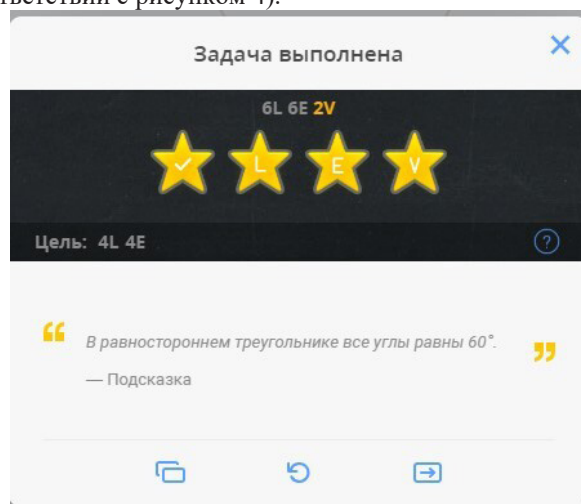 Задача выполнена
6L 6E 2V
L E V
Цель: 4L 4E
?
“ В равностороннем треугольнике все углы равны 60°. ”
— Подсказка